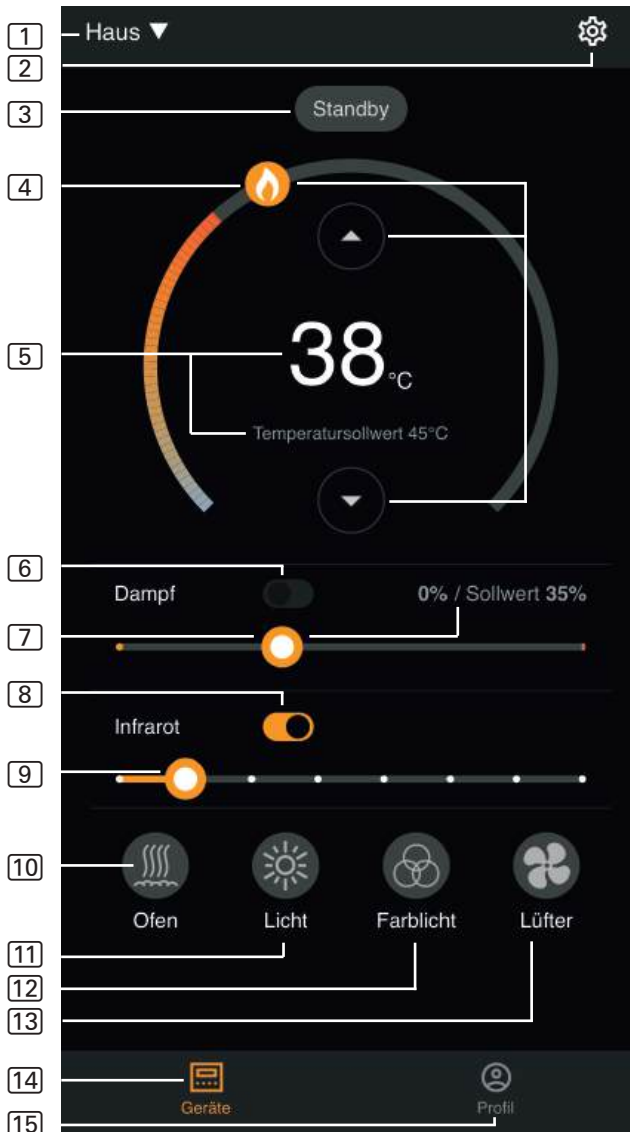 1 Haus ▼
2
3 Standby
4
5 38 °C
Temperatursollwert 45°C
6
Dampf 0% / Sollwert 35%
7
8
Infrarot
9
10
Ofen Licht Farblicht Lüfter
11
12
13
14
Geräte Profil
15